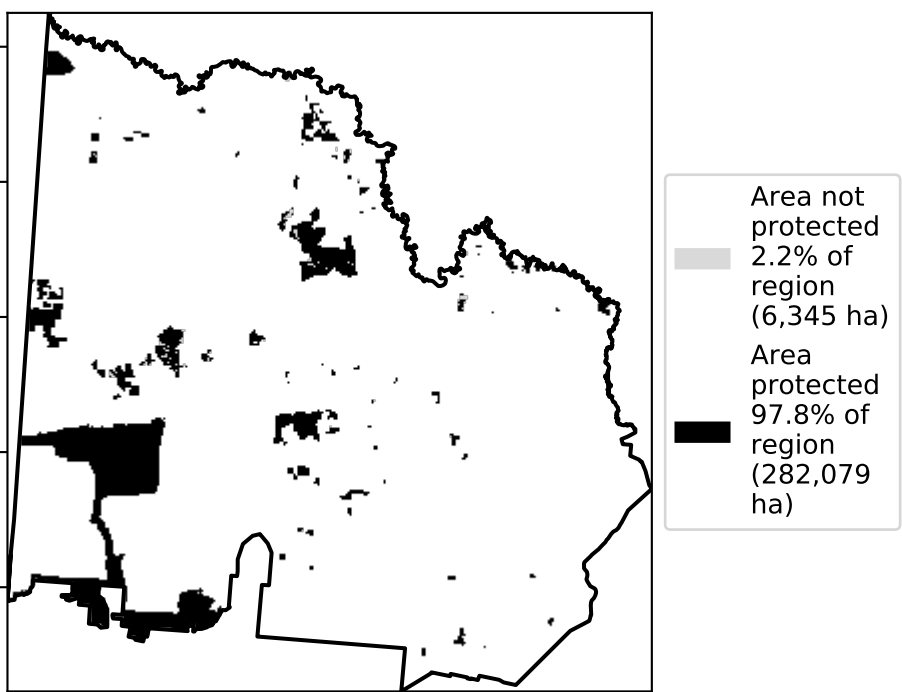 Area not
protected
2.2% of
region
(6,345 ha)
Area
protected
97.8% of
region
(282,079
ha)